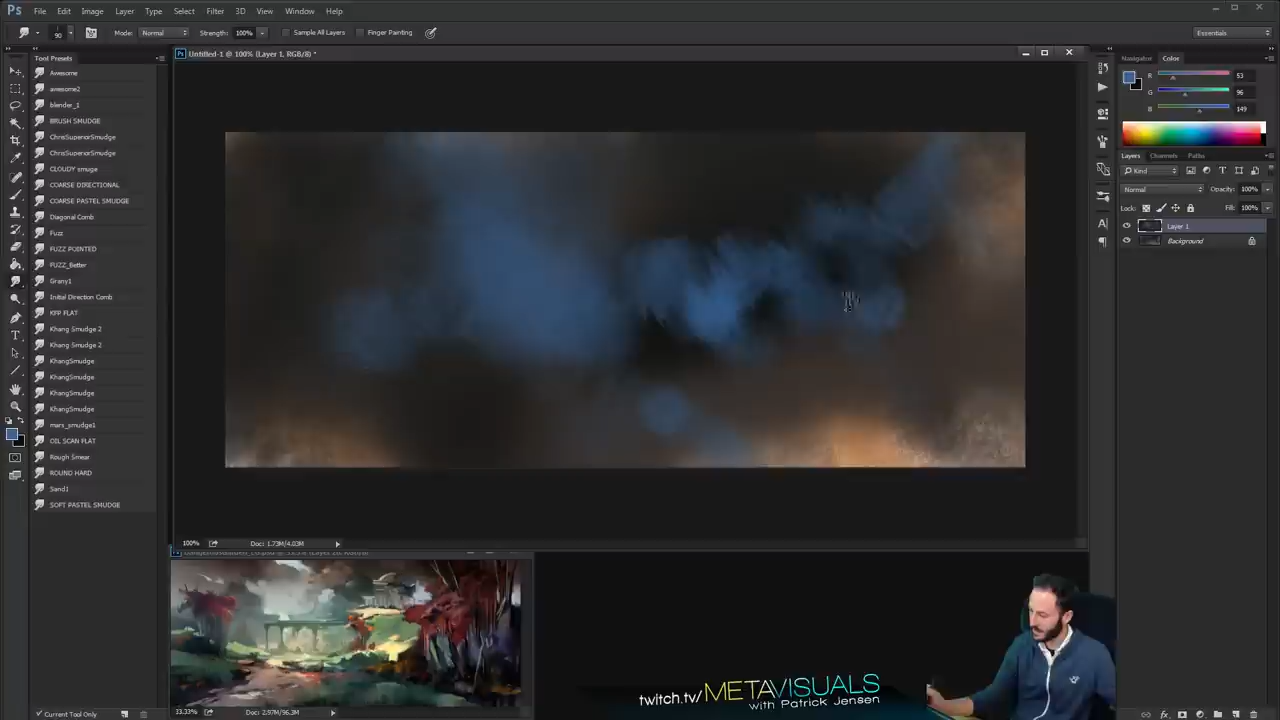 Ps File Edit Image Layer Type Select Filter 3D View Window Help
90 Mode: Normal Strength: 100% Sample All Layers Finger Painting Essentials
Tool Presets
Awesome
awesome2
blender_1
BRUSH SMUDGE
ChrisSuperiorSmudge
ChrisSuperiorSmudge
CLOUDY smuge
COARSE DIRECTIONAL
COARSE PASTEL SMUDGE
Diagonal Comb
Fuzz
FUZZ POINTED
FUZZ_Better
Grany1
Initial Direction Comb
KFP FLAT
Khang Smudge 2
Khang Smudge 2
KhangSmudge
KhangSmudge
KhangSmudge
KhangSmudge
mars_smudge1
OIL SCAN FLAT
Rough Smear
ROUND HARD
Sand1
SOFT PASTEL SMUDGE
Current Tool Only
Ps Untitled-1 @ 100% (Layer 1, RGB/8) *
100% Doc: 1.73M/4.03M
33.33% Doc: 2.97M/96.3M
twitch.tv/METAVISUALS
with Patrick Jensen
Navigator Color
R 53
G 96
B 149
Layers Channels Paths
Kind
Normal Opacity: 100%
Lock: Fill: 100%
Layer 1
Background